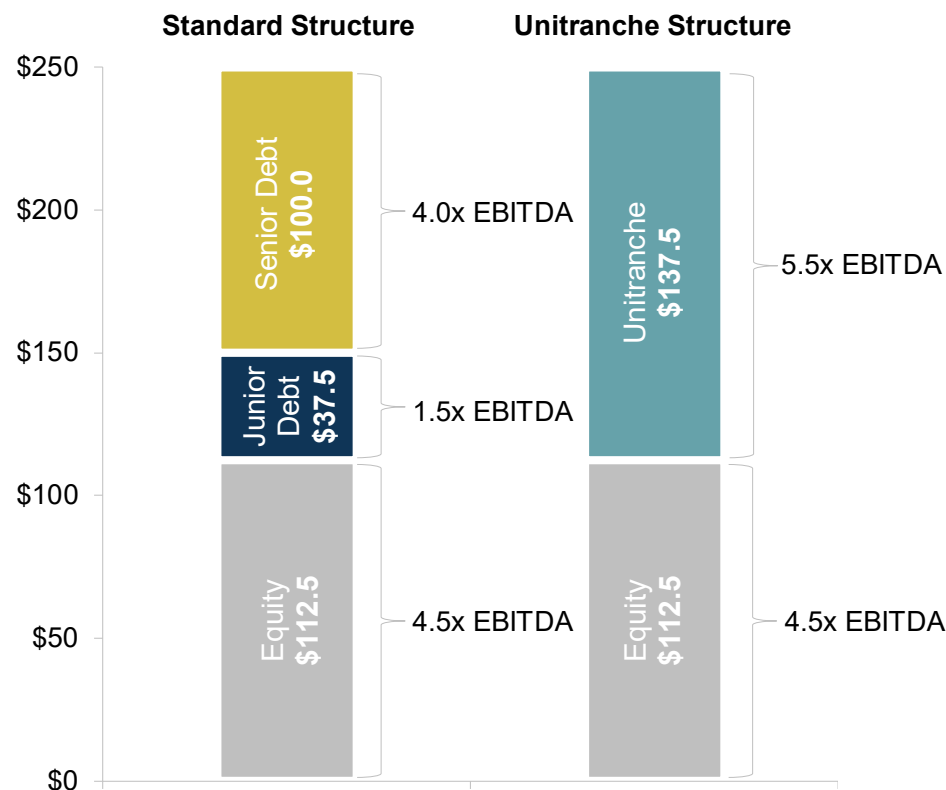 Standard Structure
Unitranche Structure
$250
$200
$150
$100
$50
$0
Senior Debt
$100.0
4.0x EBITDA
Junior
Debt
$37.5
1.5x EBITDA
Equity
$112.5
4.5x EBITDA
Unitranche
$137.5
5.5x EBITDA
Equity
$112.5
4.5x EBITDA